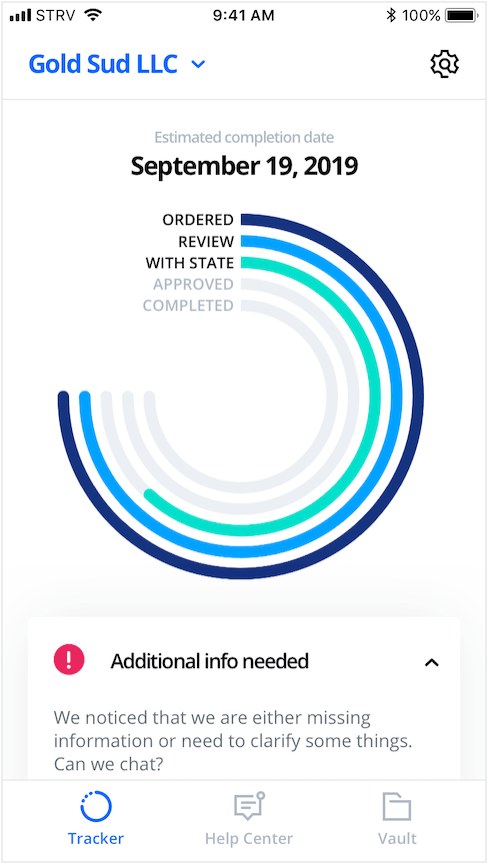 STRV 9:41 AM 100%
Gold Sud LLC
Estimated completion date
September 19, 2019
ORDERED
REVIEW
WITH STATE
APPROVED
COMPLETED
Additional info needed
We noticed that we are either missing
information or need to clarify some things.
Can we chat?
Tracker Help Center Vault